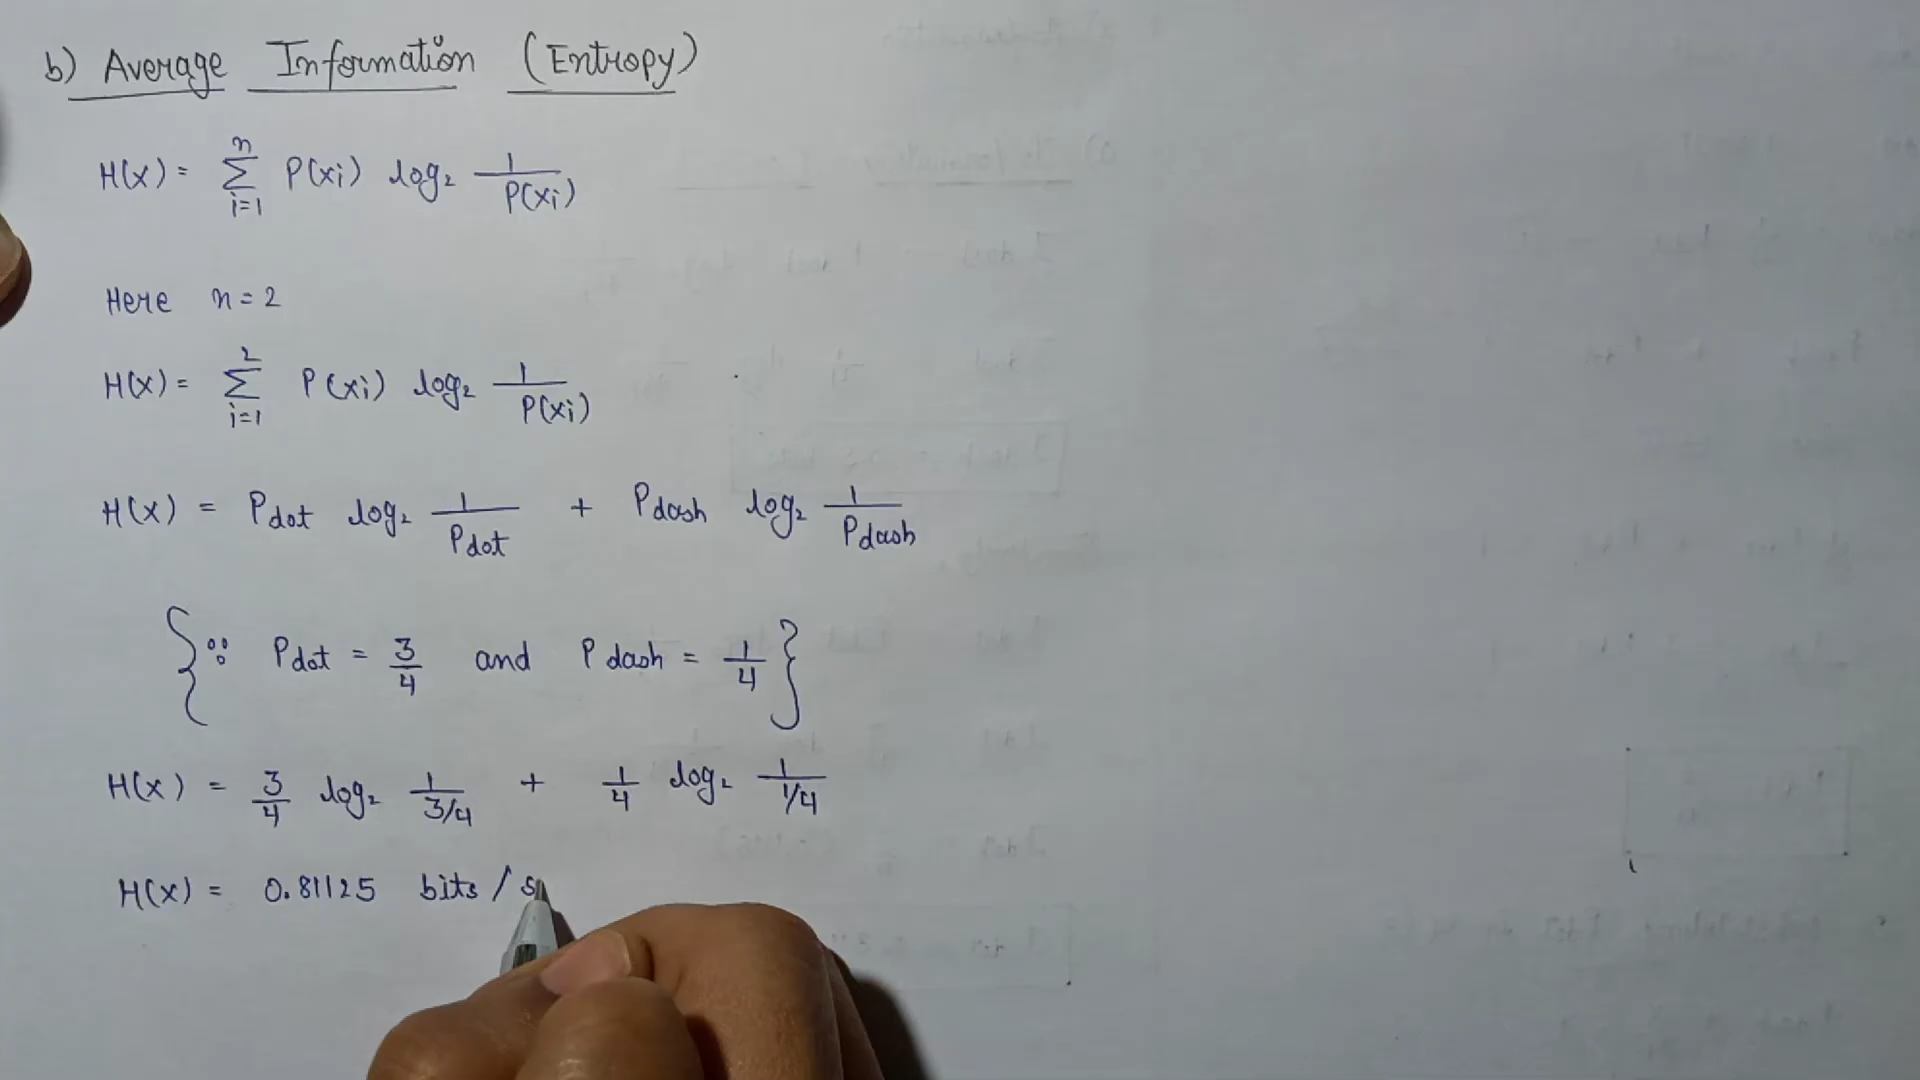 b) Average Information (Entropy)
H(x) = n Σ i=1 P(xi) log₂ 1/P(xi)
Here n = 2
H(x) = 2 Σ i=1 P(xi) log₂ 1/P(xi)
H(x) = Pdot log₂ 1/Pdot + Pdash log₂ 1/Pdash
{∵ Pdot = 3/4 and Pdash = 1/4}
H(x) = 3/4 log₂ 1/3/4 + 1/4 log₂ 1/1/4
H(x) = 0.81125 bits / s